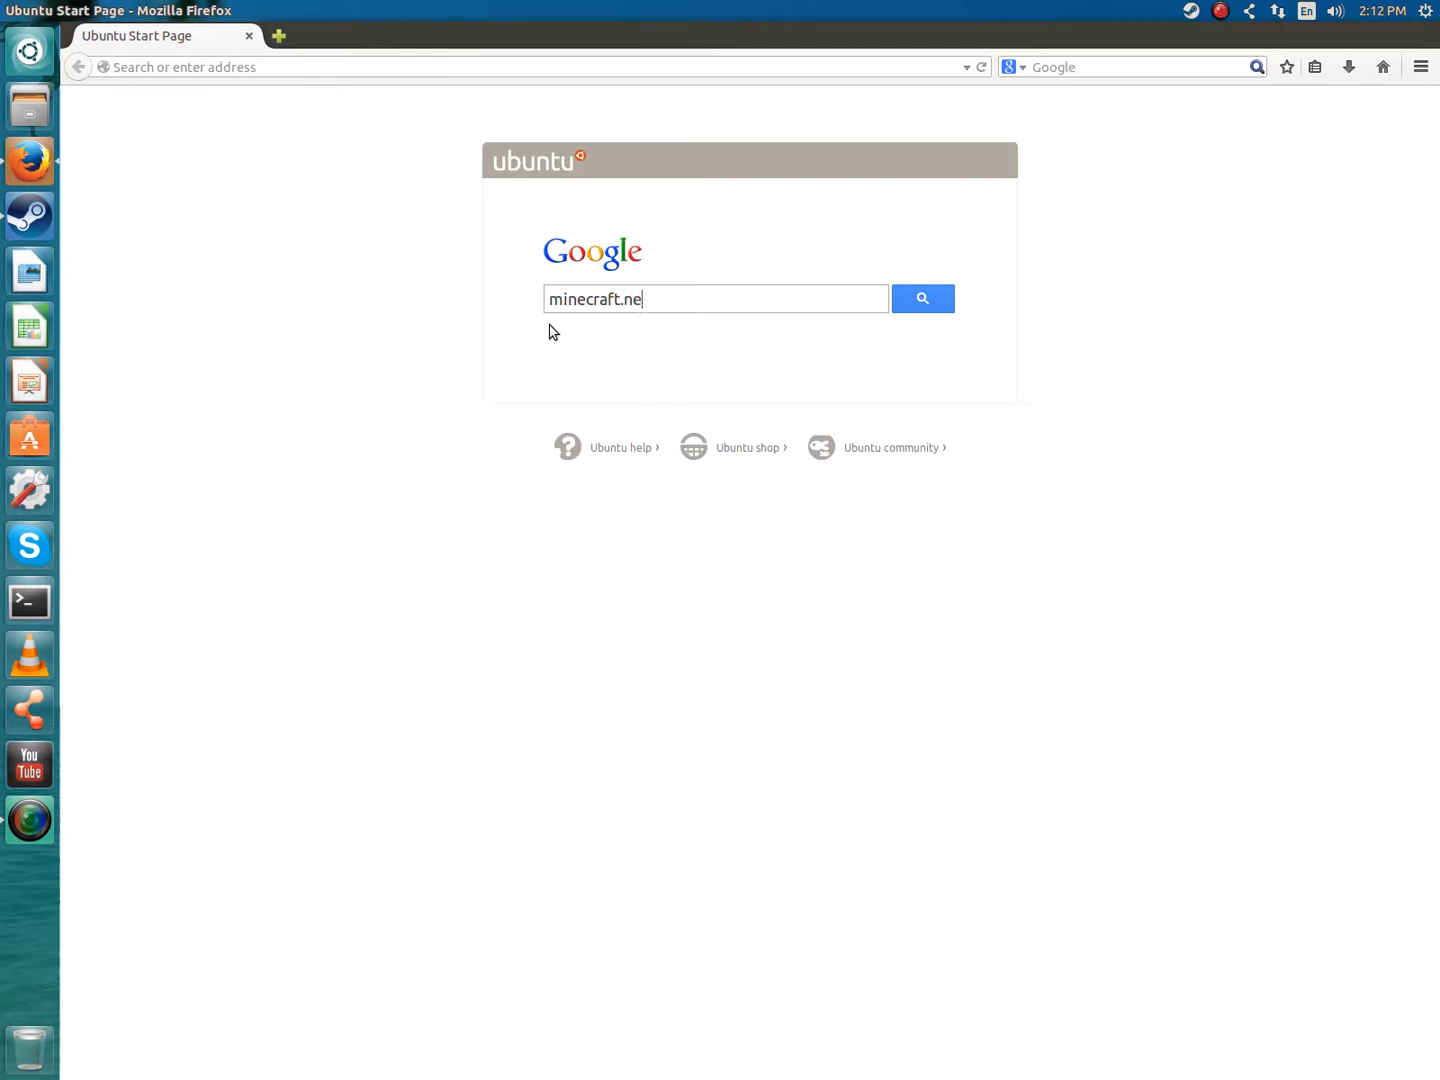 Ubuntu Start Page - Mozilla Firefox
En
2:12 PM
Ubuntu Start Page
Search or enter address
Google
ubuntu
Google
minecraft.ne
Ubuntu help ›
Ubuntu shop ›
Ubuntu community ›
You
Tube